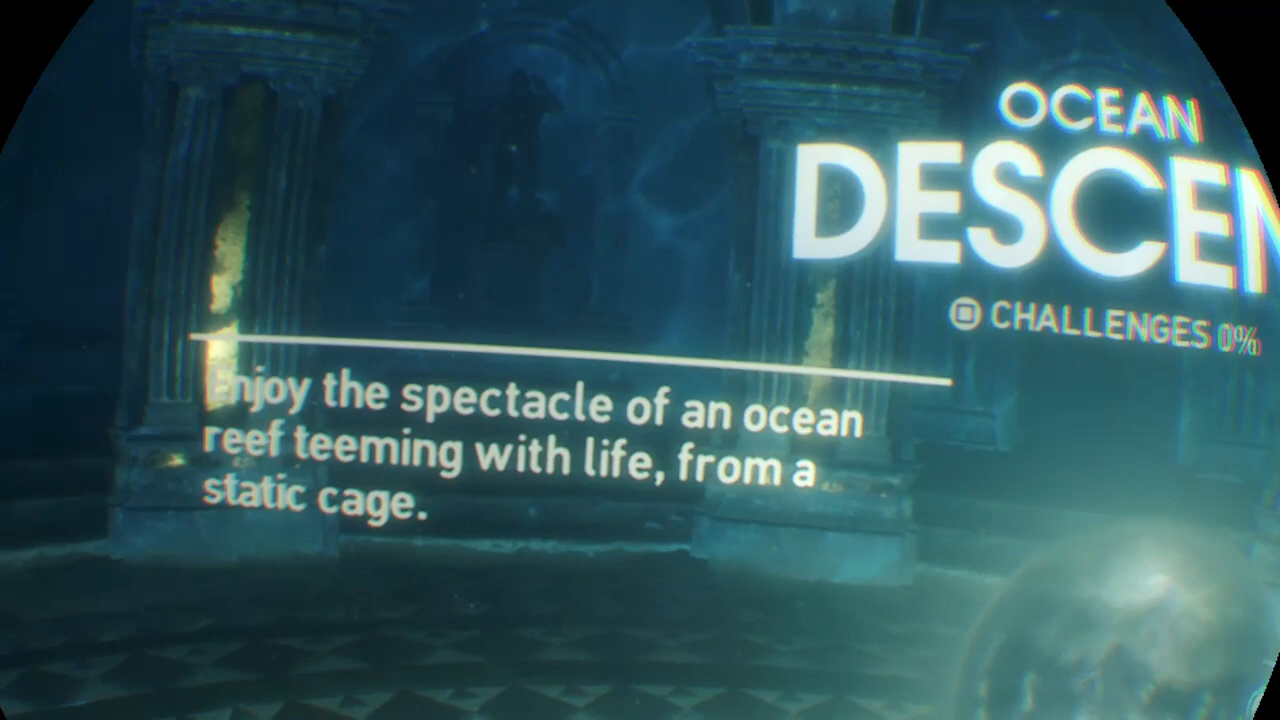 OCEAN
DESCEN
CHALLENGES 0%
Enjoy the spectacle of an ocean
reef teeming with life, from a
static cage.